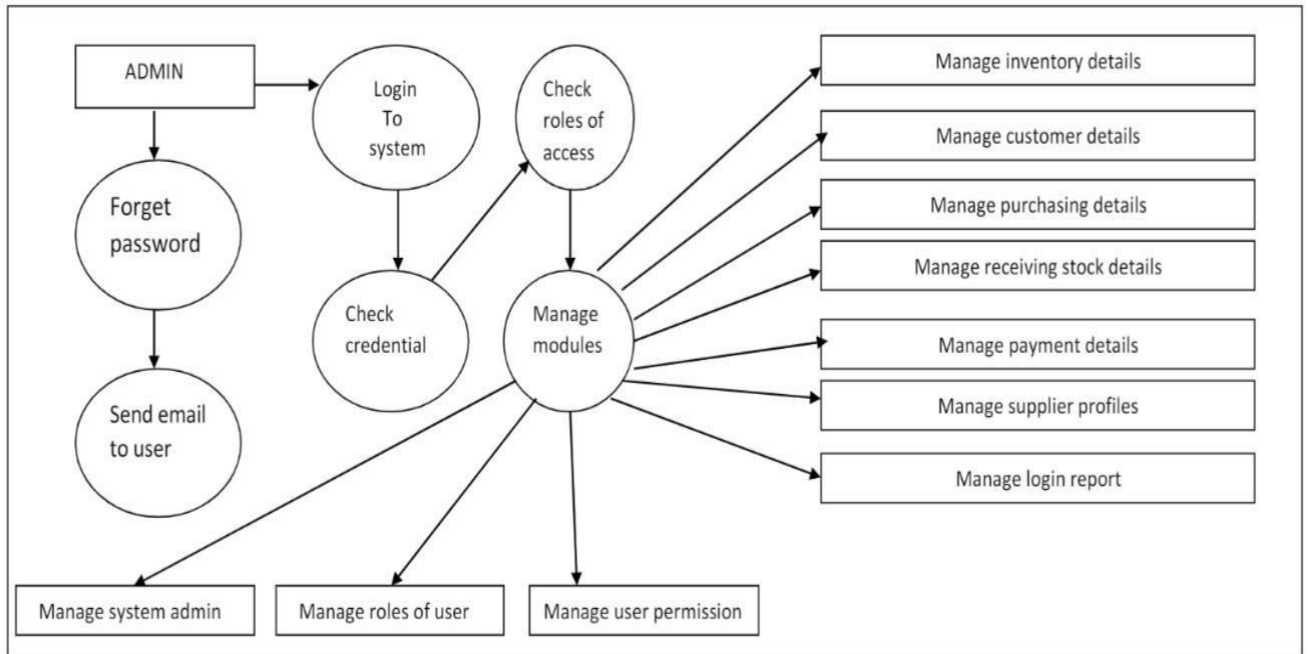 ADMIN
Login
To
system
Check
roles of
access
Manage inventory details
Manage customer details
Manage purchasing details
Manage receiving stock details
Manage payment details
Manage supplier profiles
Manage login report
Forget
password
Check
credential
Manage
modules
Send email
to user
Manage system admin
Manage roles of user
Manage user permission